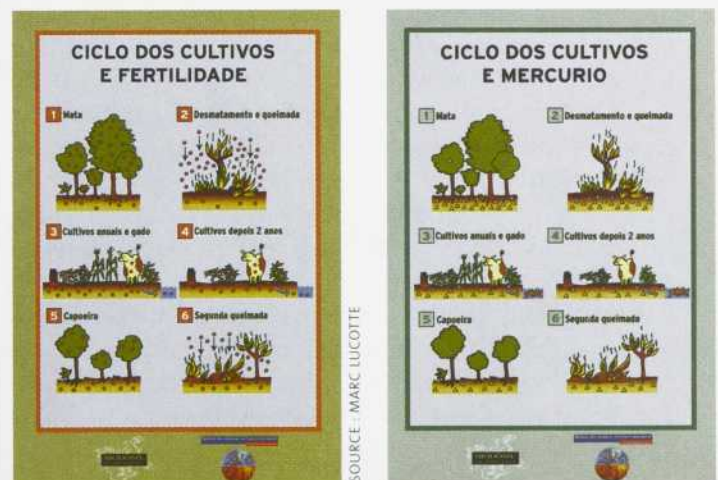 CICLO DOS CULTIVOS
E FERTILIDADE
1 Mata
2 Desmatamento e queimada
3 Cultivos anuais e gado
4 Cultivos depois 2 anos
5 Capoeira
6 Segunda queimada
SOURCE : MARC LUCOTTE
CICLO DOS CULTIVOS
E MERCURIO
1 Mata
2 Desmatamento e queimada
3 Cultivos anuais e gado
4 Cultivos depois 2 anos
5 Capoeira
6 Segunda queimada